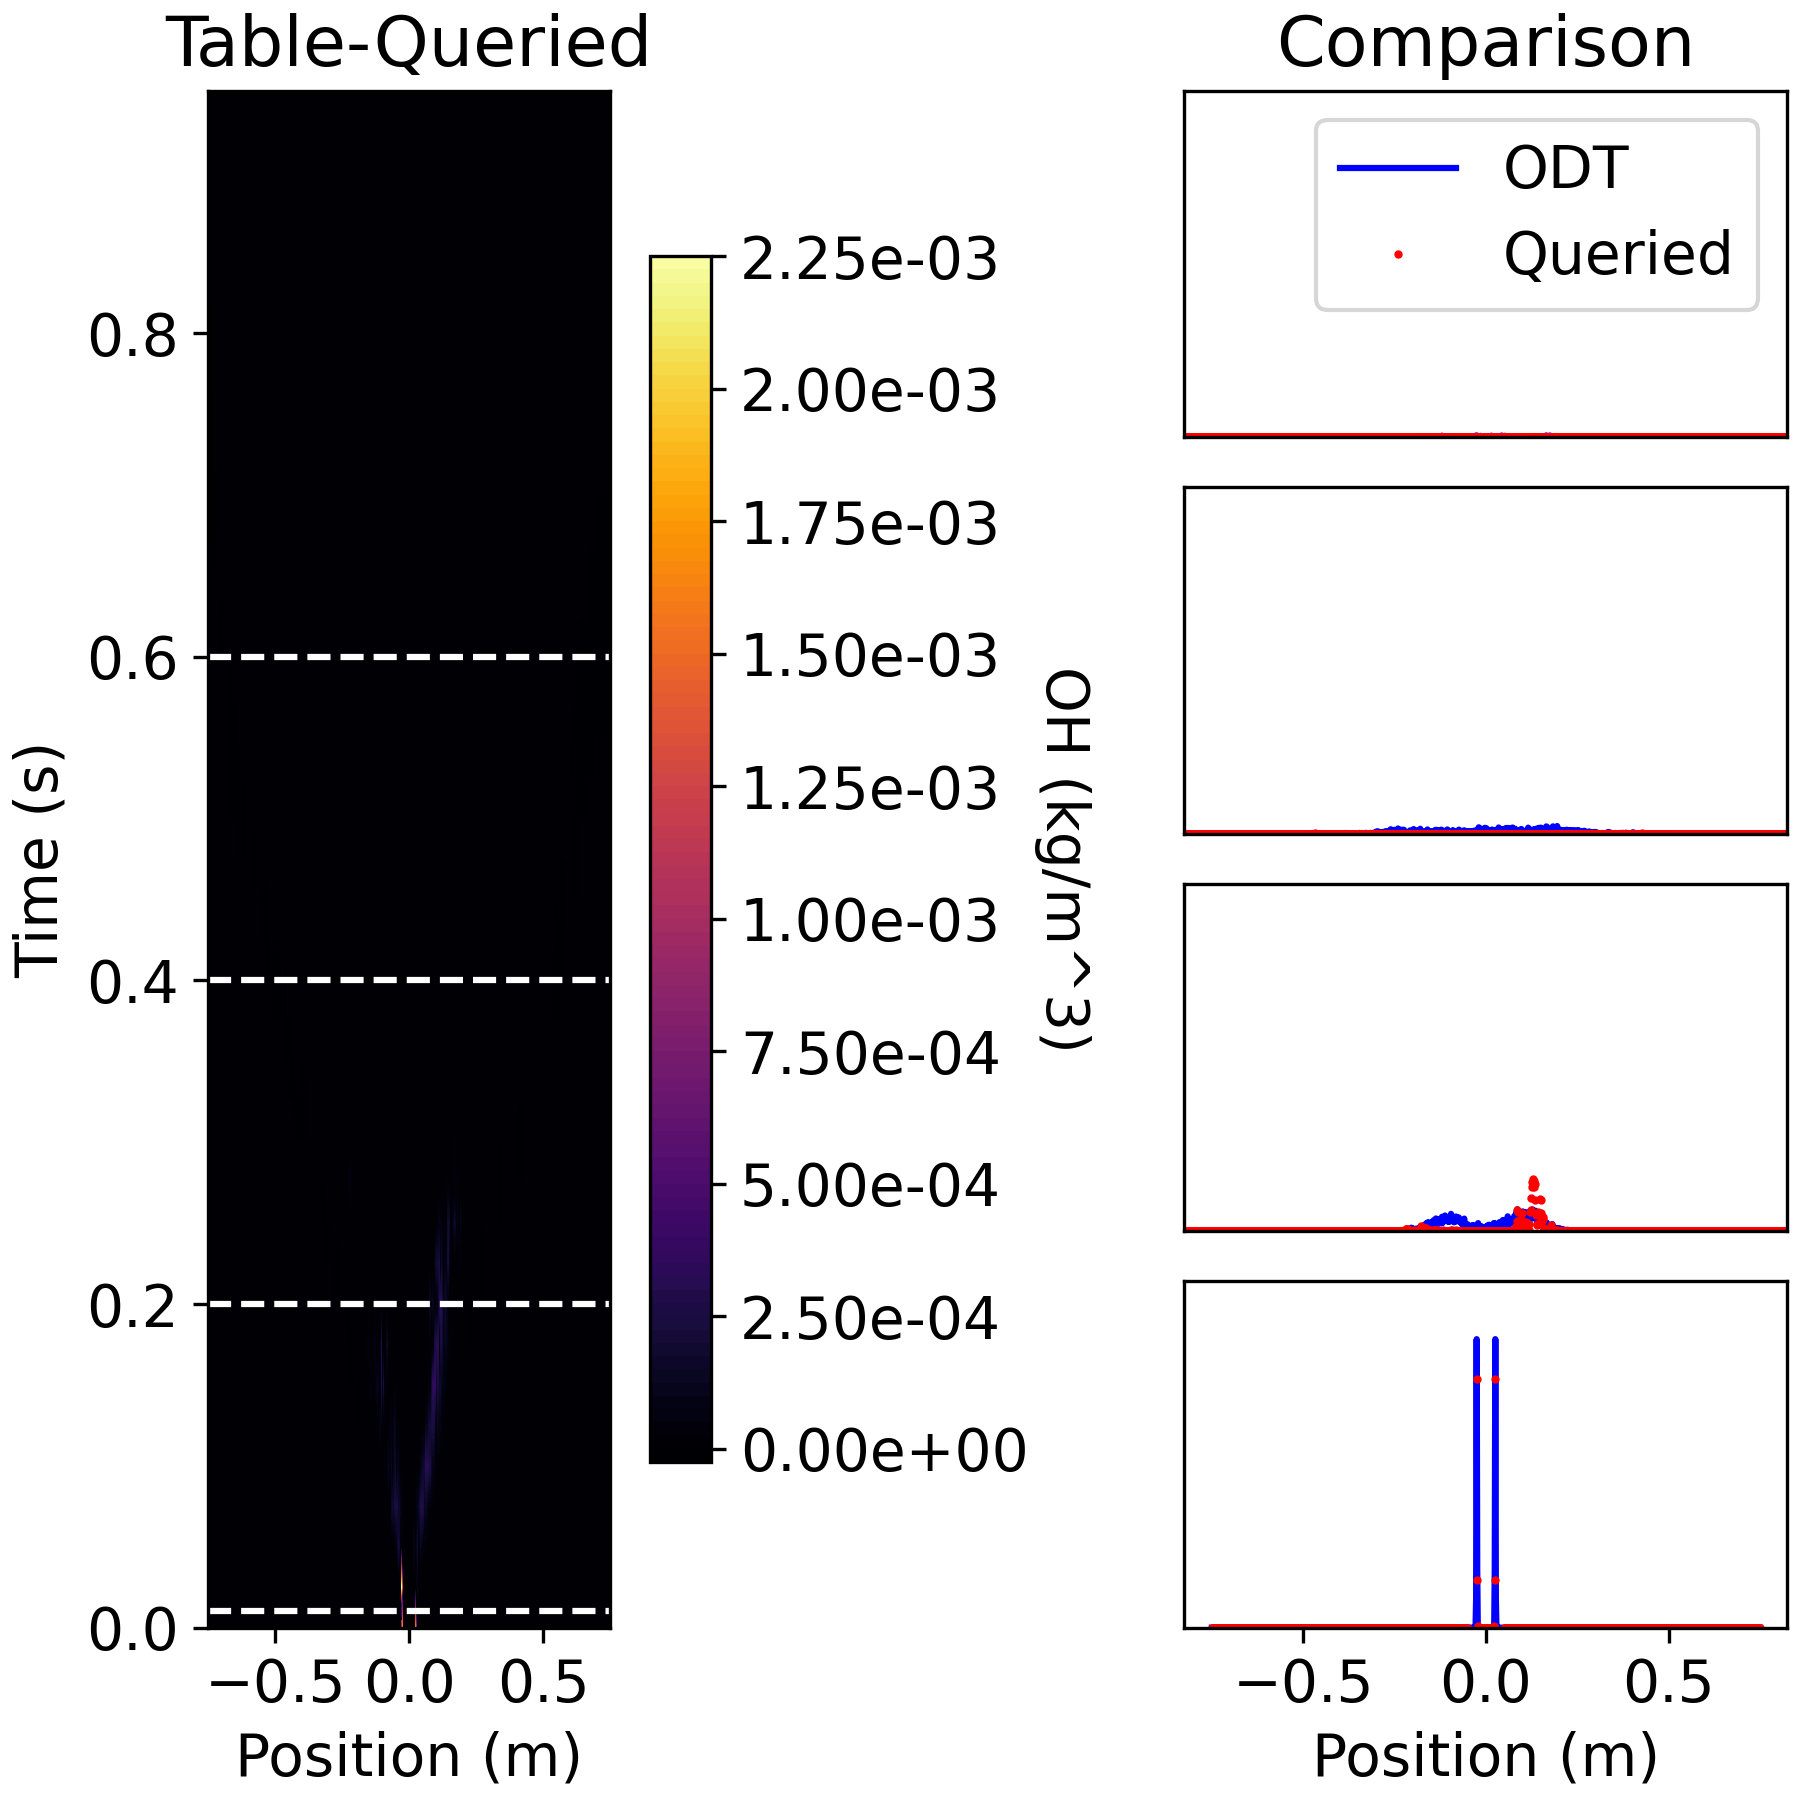 Table-Queried
Time (s)
0.8
0.6
0.4
0.2
0.0
−0.5 0.0 0.5
Position (m)
2.25e-03
2.00e-03
1.75e-03
1.50e-03
1.25e-03
1.00e-03
7.50e-04
5.00e-04
2.50e-04
0.00e+00
OH (kg/m^3)
Comparison
ODT
Queried
−0.5 0.0 0.5
Position (m)